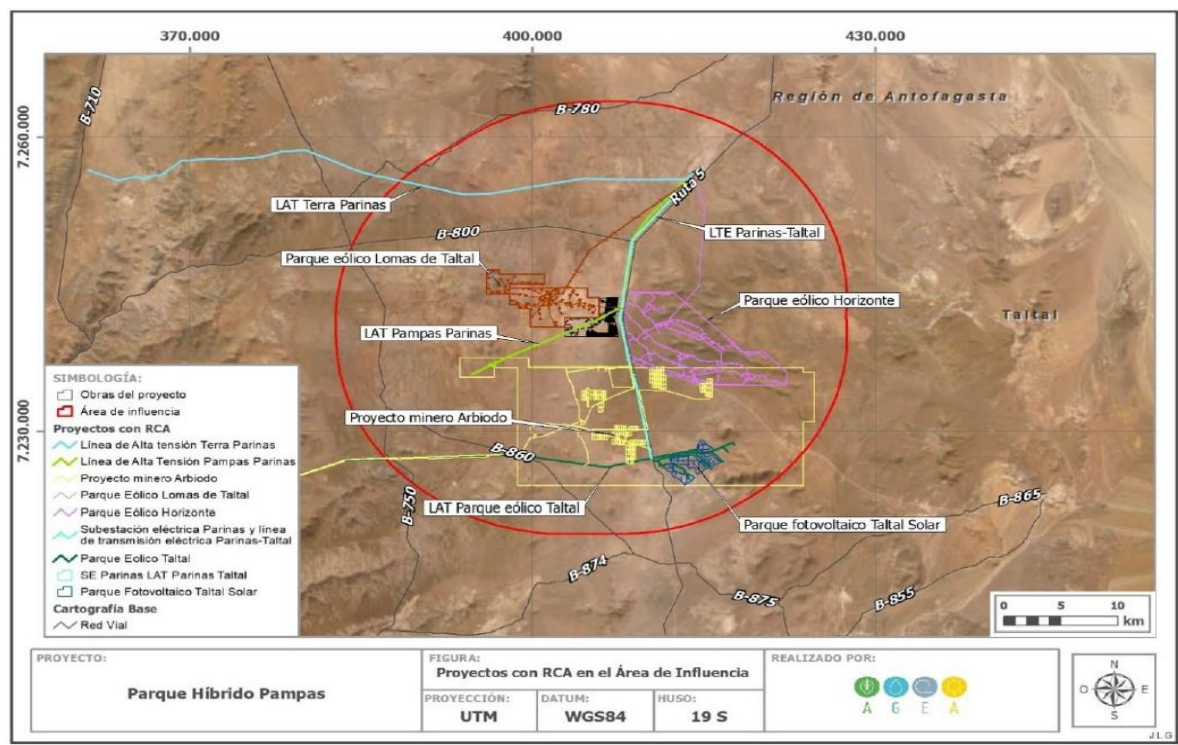 370.000
400.000
430.000
7.260.000
7.230.000
B-710
B-780
Región de Antofagasta
Ruta 5
LAT Terra Parinas
B-800
LTE Parinas-Taltal
Parque eólico Lomas de Taltal
Parque eólico Horizonte
Taltal
LAT Pampas Parinas
Proyecto minero Arbiodo
B-860
B-750
LAT Parque eólico Taltal
Parque fotovoltaico Taltal Solar
B-865
B-874
B-875
B-855
SIMBOLOGÍA:
Obras del proyecto
Área de influencia
Proyectos con RCA
Línea de Alta tensión Terra Parinas
Línea de Alta Tensión Pampas Parinas
Proyecto minero Arbiodo
Parque Eólico Lomas de Taltal
Parque Eólico Horizonte
Subestación eléctrica Parinas y línea
de transmisión eléctrica Parinas-Taltal
Parque Eolico Taltal
SE Parinas LAT Parinas Taltal
Parque Fotovoltaico Taltal Solar
Cartografía Base
Red Vial
0 5 10
km
PROYECTO:
Parque Híbrido Pampas
FIGURA:
Proyectos con RCA en el Área de Influencia
PROYECCIÓN:
UTM
DATUM:
WGS84
HUSO:
19 S
REALIZADO POR:
A G E A
N
O E
S
J.L.G